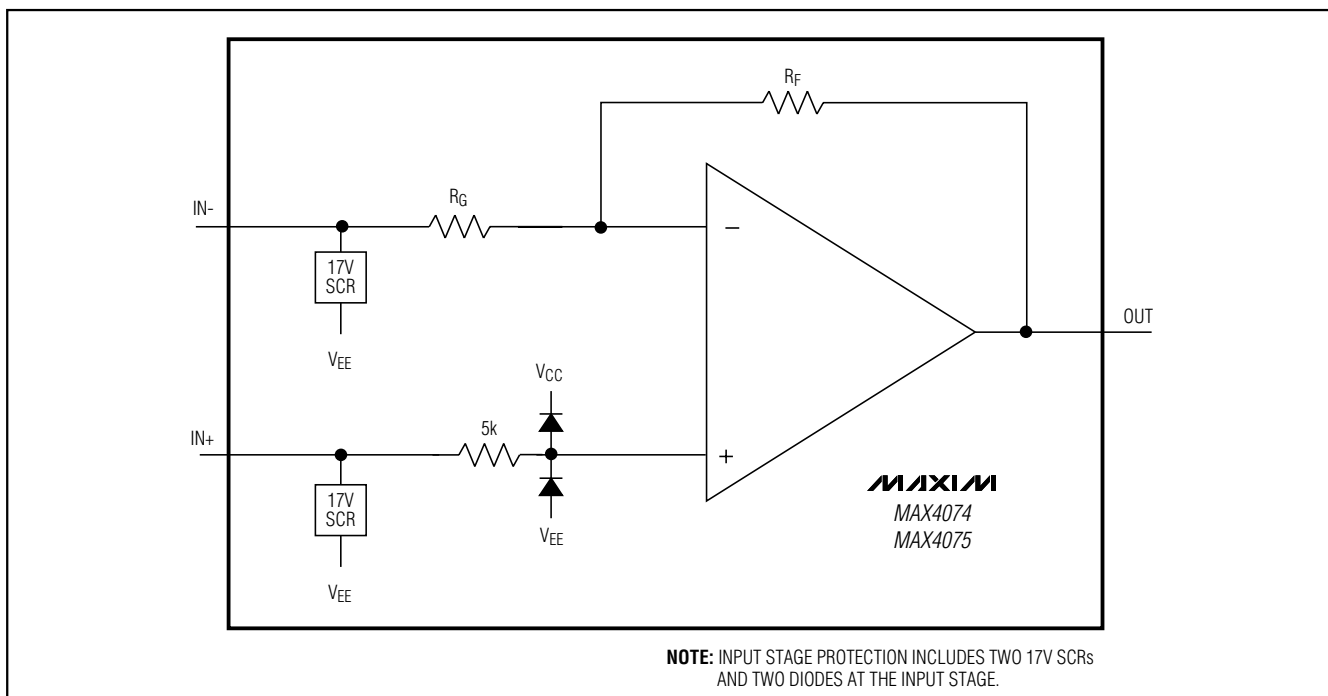 RF
IN-
RG
−
17V
SCR
VEE
OUT
VCC
IN+
5k
+
17V
SCR
VEE
VEE
MAXIM
MAX4074
MAX4075
NOTE: INPUT STAGE PROTECTION INCLUDES TWO 17V SCRs
AND TWO DIODES AT THE INPUT STAGE.